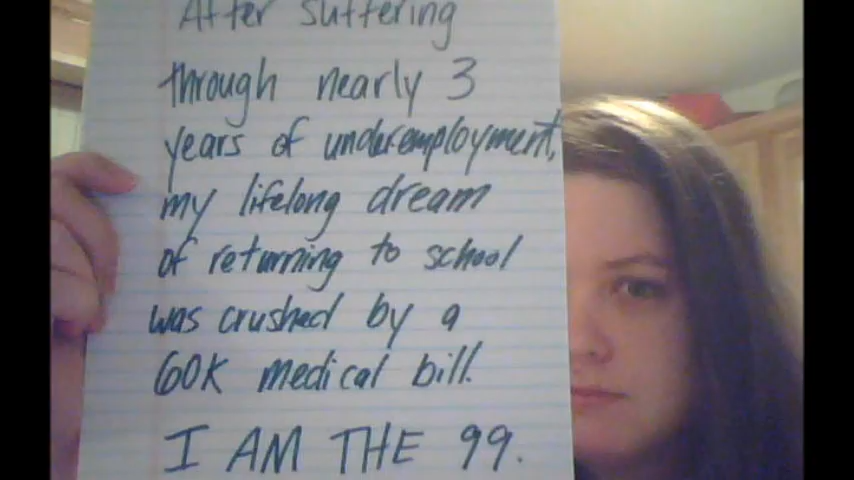 After suffering
through nearly 3
years of underemployment,
my lifelong dream
of returning to school
was crushed by a
60K medical bill.
I AM THE 99.